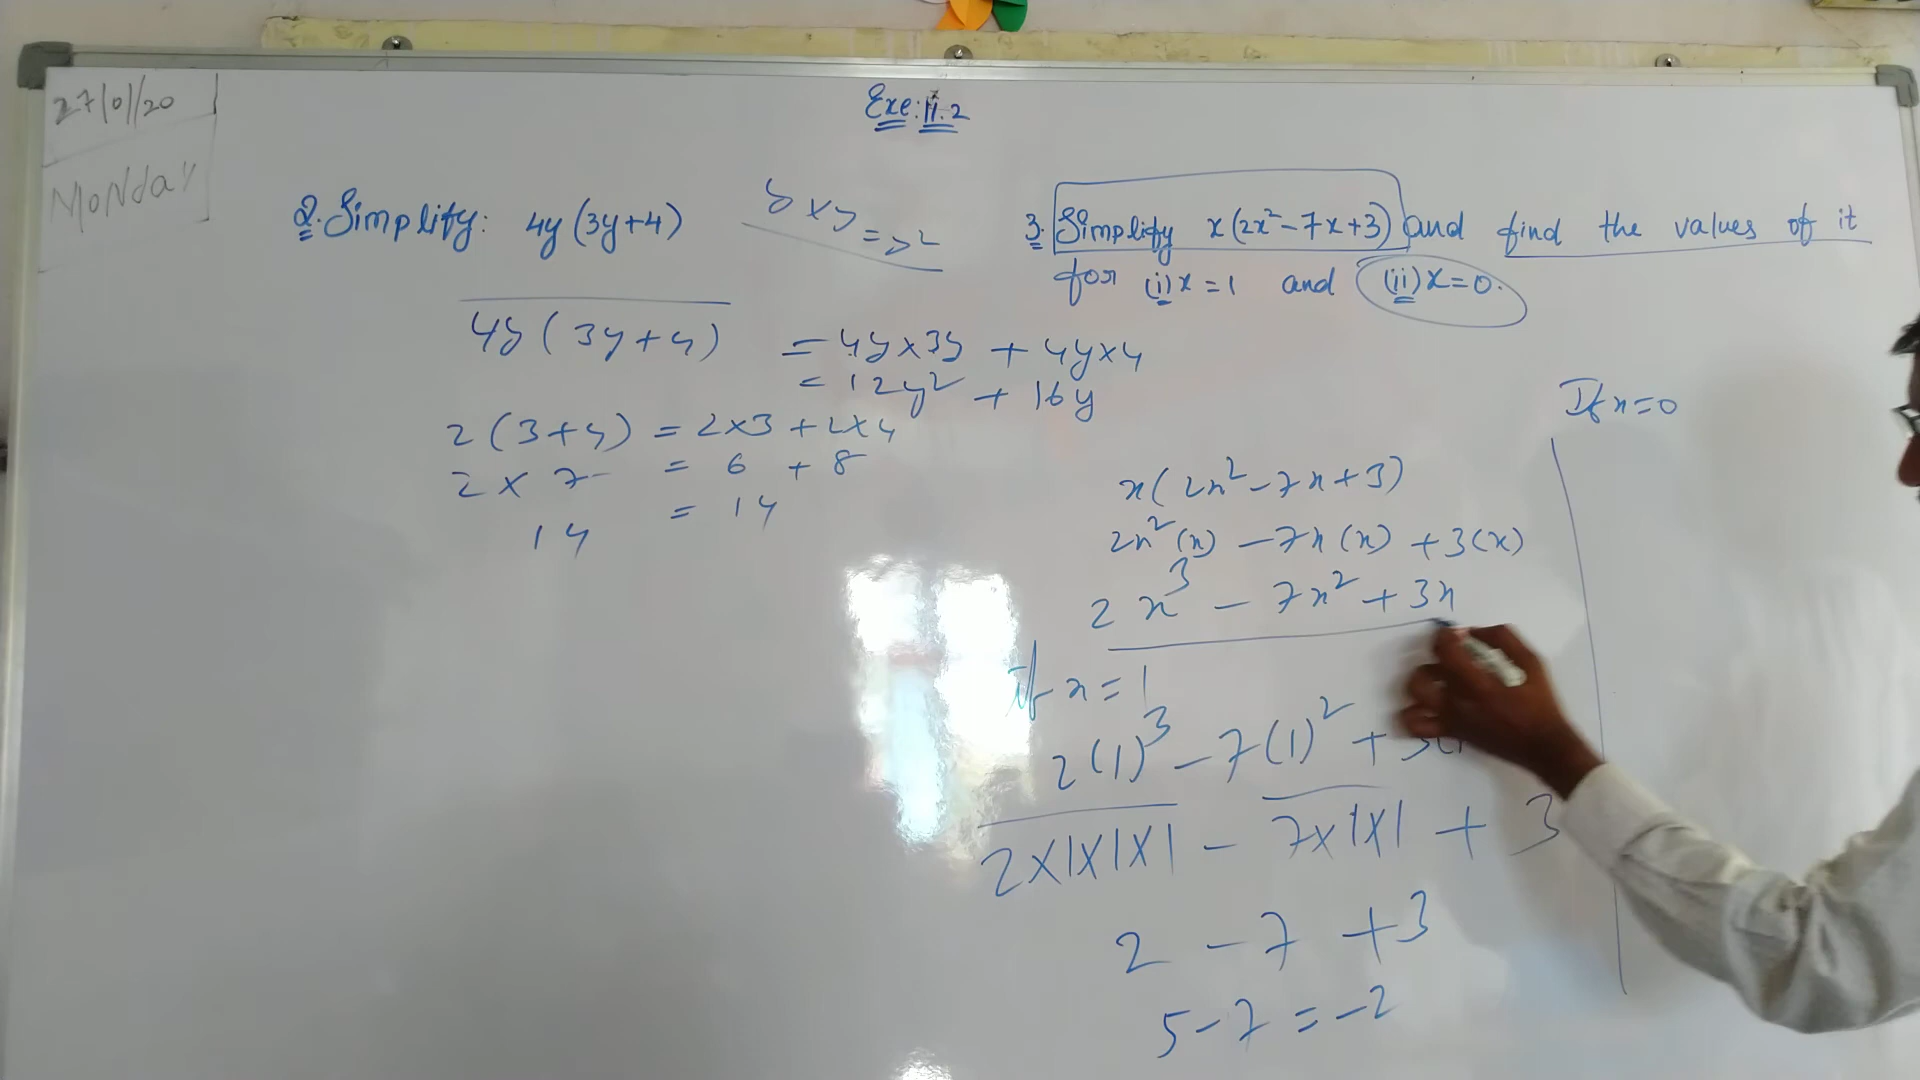 27/01/20
Monday
Exe: 11.2
2. Simplify: 4y (3y+4)
y x y = y²
4y ( 3y + 4 ) = 4y x 3y + 4y x 4
= 12y² + 16y
2 ( 3 + 4 ) = 2 x 3 + 2 x 4
2 x 7 = 6 + 8
14 = 14
3. Simplify x (2x² - 7x + 3) and find the values of it
for (i) x = 1 and (ii) x = 0.
x ( 2x² - 7x + 3 )
2x² (x) - 7x (x) + 3 (x)
2 x³ - 7x² + 3x
if x = 1
2 (1)³ - 7 (1)² + 3(
2 x 1 x 1 x 1 - 7 x 1 x 1 + 3
2 - 7 + 3
5 - 7 = -2
If x = 0